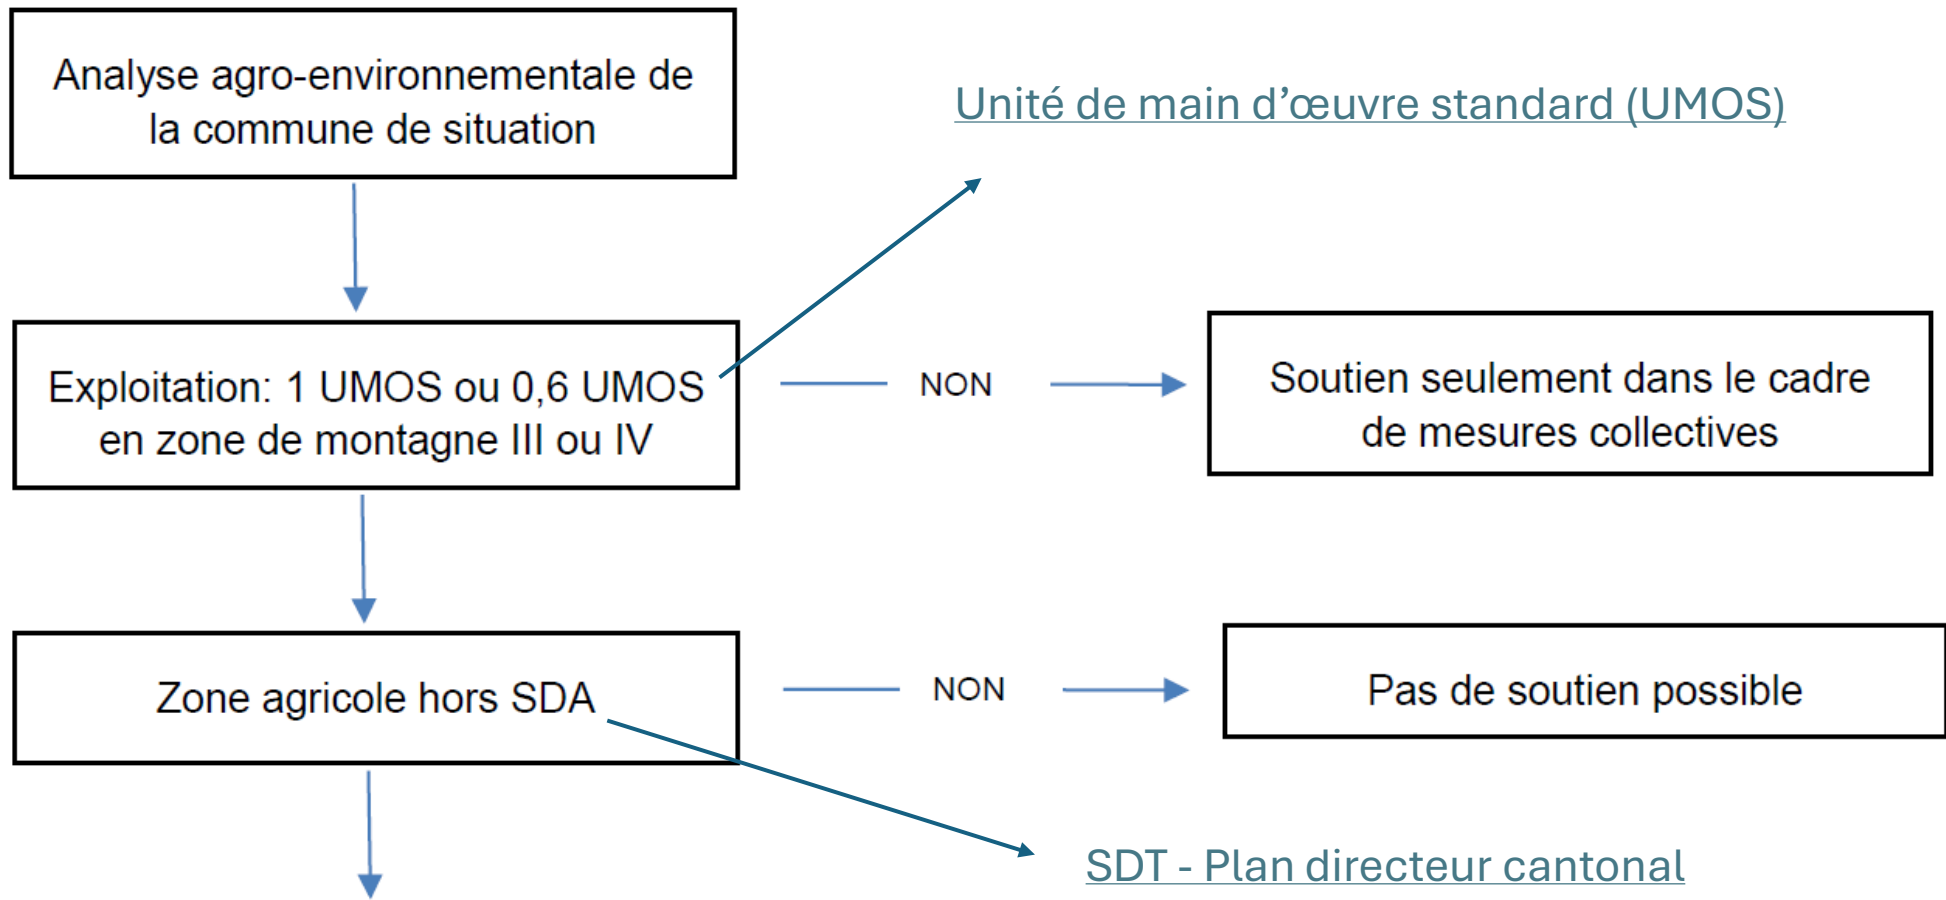 Analyse agro-environnementale de
la commune de situation
Unité de main d’œuvre standard (UMOS)
Exploitation: 1 UMOS ou 0,6 UMOS
en zone de montagne III ou IV
NON
Soutien seulement dans le cadre
de mesures collectives
Zone agricole hors SDA
NON
Pas de soutien possible
SDT - Plan directeur cantonal